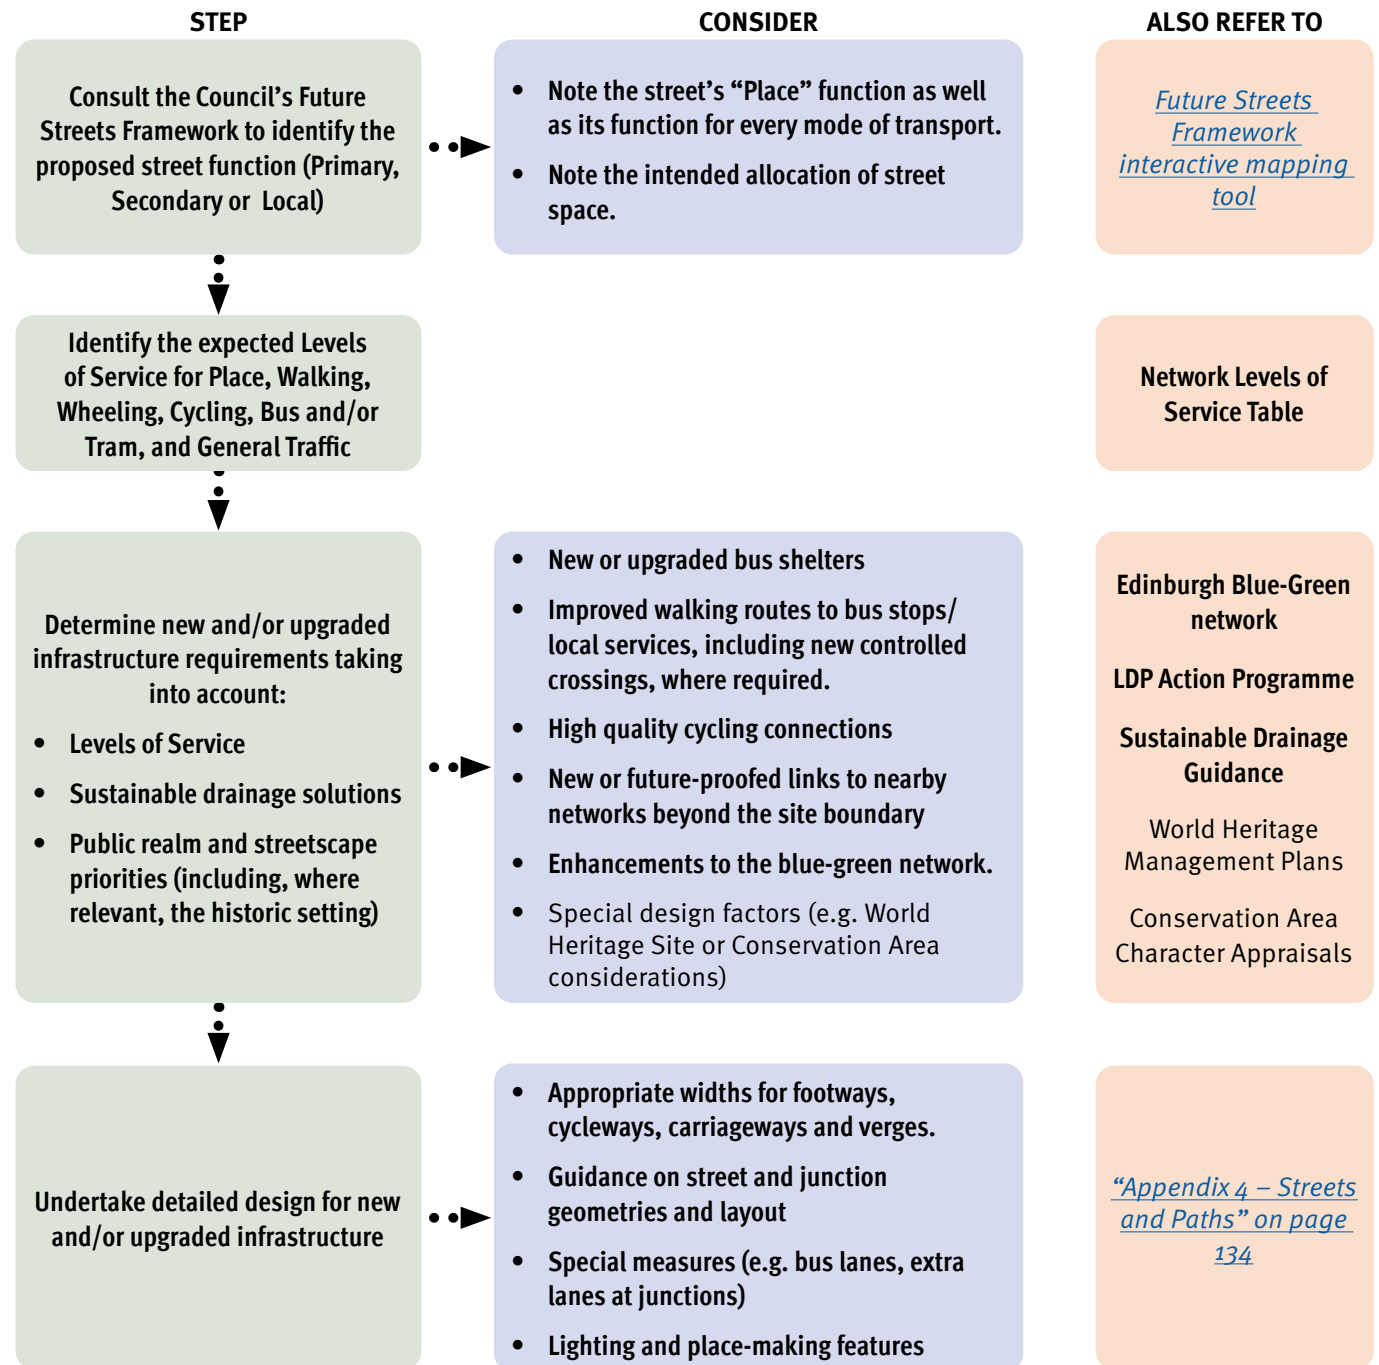 STEP
CONSIDER
ALSO REFER TO
Consult the Council’s Future
Streets Framework to identify the
proposed street function (Primary,
Secondary or Local)
• Note the street’s “Place” function as well
as its function for every mode of transport.
• Note the intended allocation of street
space.
Future Streets
Framework
interactive mapping
tool
Identify the expected Levels
of Service for Place, Walking,
Wheeling, Cycling, Bus and/or
Tram, and General Traffic
Network Levels of
Service Table
Determine new and/or upgraded
infrastructure requirements taking
into account:
• Levels of Service
• Sustainable drainage solutions
• Public realm and streetscape
priorities (including, where
relevant, the historic setting)
• New or upgraded bus shelters
• Improved walking routes to bus stops/
local services, including new controlled
crossings, where required.
• High quality cycling connections
• New or future-proofed links to nearby
networks beyond the site boundary
• Enhancements to the blue-green network.
• Special design factors (e.g. World
Heritage Site or Conservation Area
considerations)
Edinburgh Blue-Green
network
LDP Action Programme
Sustainable Drainage
Guidance
World Heritage
Management Plans
Conservation Area
Character Appraisals
Undertake detailed design for new
and/or upgraded infrastructure
• Appropriate widths for footways,
cycleways, carriageways and verges.
• Guidance on street and junction
geometries and layout
• Special measures (e.g. bus lanes, extra
lanes at junctions)
• Lighting and place-making features
“Appendix 4 – Streets
and Paths” on page
134